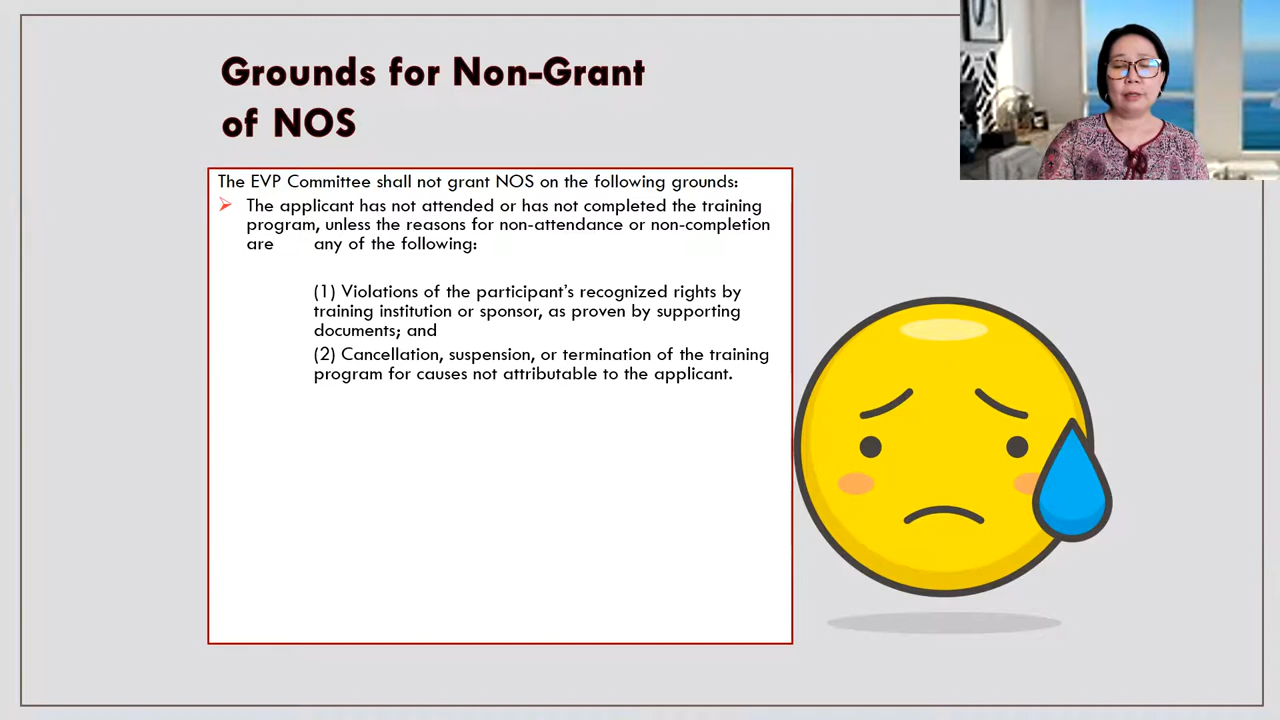 Grounds for Non-Grant
of NOS
The EVP Committee shall not grant NOS on the following grounds:
The applicant has not attended or has not completed the training
program, unless the reasons for non-attendance or non-completion
are any of the following:
(1) Violations of the participant's recognized rights by
training institution or sponsor, as proven by supporting
documents; and
(2) Cancellation, suspension, or termination of the training
program for causes not attributable to the applicant.